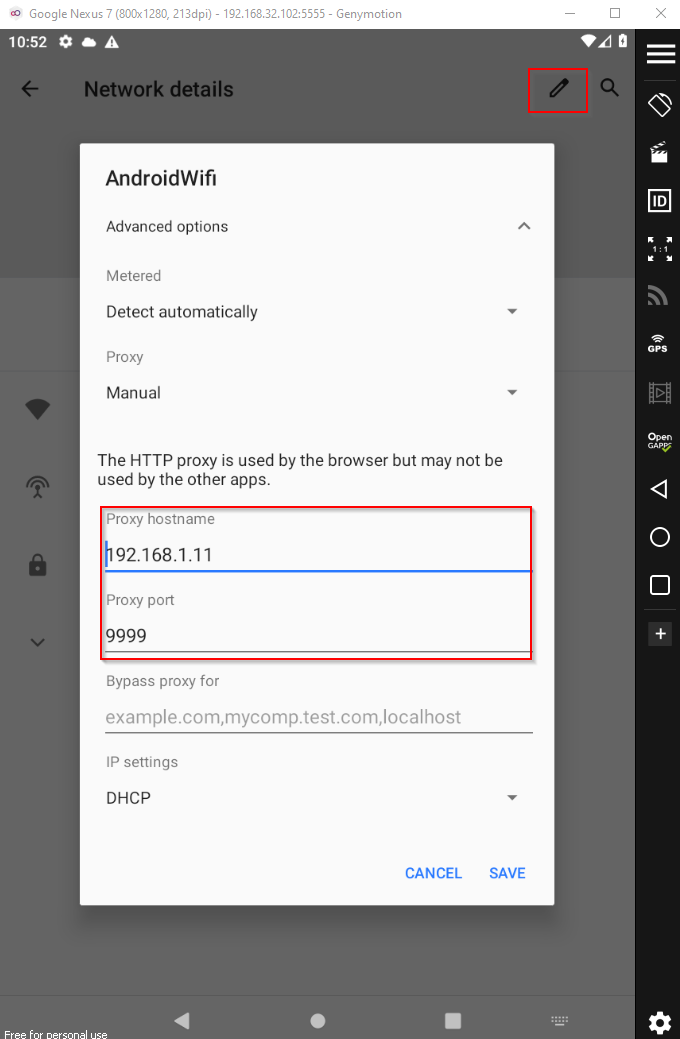 Google Nexus 7 (800x1280, 213dpi) - 192.168.32.102:5555 - Genymotion
10:52
Network details
AndroidWifi
Advanced options
Metered
Detect automatically
Proxy
Manual
The HTTP proxy is used by the browser but may not be
used by the other apps.
Proxy hostname
192.168.1.11
Proxy port
9999
Bypass proxy for
example.com,mycomp.test.com,localhost
IP settings
DHCP
CANCEL SAVE
Free for personal use
ID
1:1
GPS
Open
GAPPS